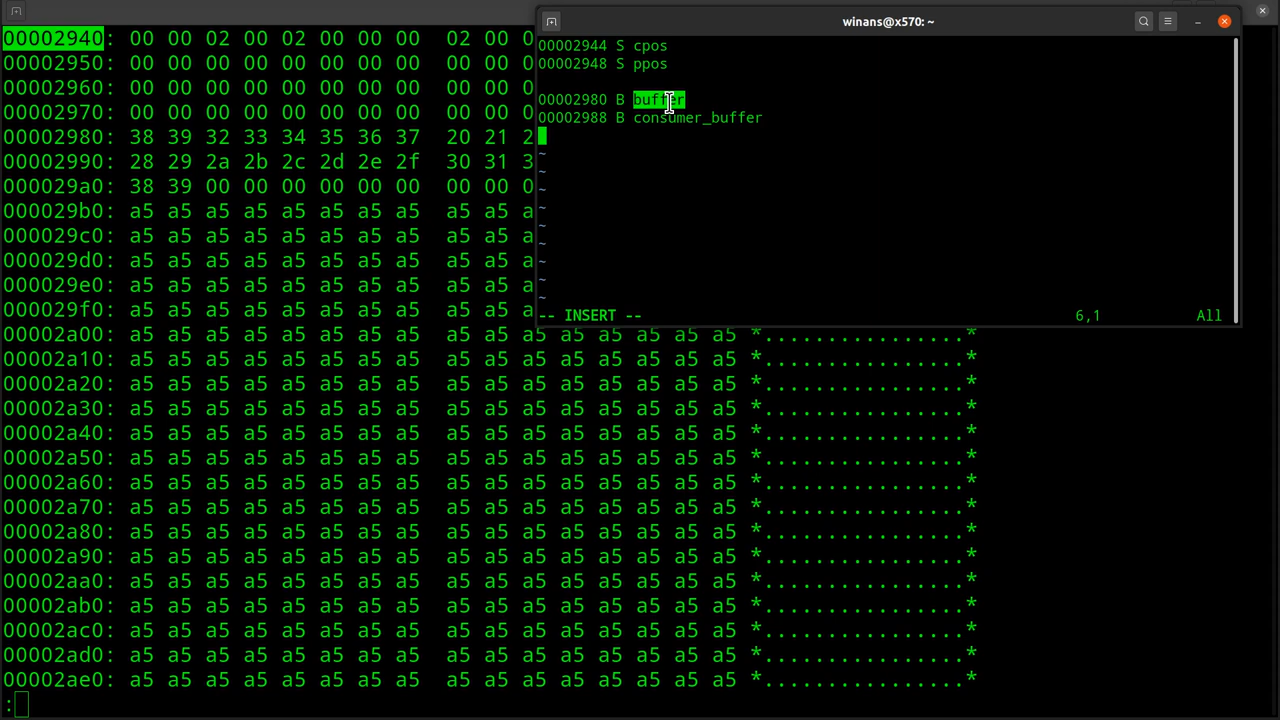 winans@x570: ~
00002944 S cpos
00002948 S ppos
00002980 B buffer
00002988 B consumer_buffer
~
~
~
~
~
~
~
~
~
-- INSERT -- 6,1 All
00002940: 00 00 02 00 02 00 00 00 02 00 0
00002950: 00 00 00 00 00 00 00 00 00 00 0
00002960: 00 00 00 00 00 00 00 00 00 00 0
00002970: 00 00 00 00 00 00 00 00 00 00 0
00002980: 38 39 32 33 34 35 36 37 20 21 2
00002990: 28 29 2a 2b 2c 2d 2e 2f 30 31 3
000029a0: 38 39 00 00 00 00 00 00 00 00 0
000029b0: a5 a5 a5 a5 a5 a5 a5 a5 a5 a5 a
000029c0: a5 a5 a5 a5 a5 a5 a5 a5 a5 a5 a
000029d0: a5 a5 a5 a5 a5 a5 a5 a5 a5 a5 a
000029e0: a5 a5 a5 a5 a5 a5 a5 a5 a5 a5 a
000029f0: a5 a5 a5 a5 a5 a5 a5 a5 a5 a5 a
00002a00: a5 a5 a5 a5 a5 a5 a5 a5 a5 a5 a5 a5 a5 a5 a5 a5 *................*
00002a10: a5 a5 a5 a5 a5 a5 a5 a5 a5 a5 a5 a5 a5 a5 a5 a5 *................*
00002a20: a5 a5 a5 a5 a5 a5 a5 a5 a5 a5 a5 a5 a5 a5 a5 a5 *................*
00002a30: a5 a5 a5 a5 a5 a5 a5 a5 a5 a5 a5 a5 a5 a5 a5 a5 *................*
00002a40: a5 a5 a5 a5 a5 a5 a5 a5 a5 a5 a5 a5 a5 a5 a5 a5 *................*
00002a50: a5 a5 a5 a5 a5 a5 a5 a5 a5 a5 a5 a5 a5 a5 a5 a5 *................*
00002a60: a5 a5 a5 a5 a5 a5 a5 a5 a5 a5 a5 a5 a5 a5 a5 a5 *................*
00002a70: a5 a5 a5 a5 a5 a5 a5 a5 a5 a5 a5 a5 a5 a5 a5 a5 *................*
00002a80: a5 a5 a5 a5 a5 a5 a5 a5 a5 a5 a5 a5 a5 a5 a5 a5 *................*
00002a90: a5 a5 a5 a5 a5 a5 a5 a5 a5 a5 a5 a5 a5 a5 a5 a5 *................*
00002aa0: a5 a5 a5 a5 a5 a5 a5 a5 a5 a5 a5 a5 a5 a5 a5 a5 *................*
00002ab0: a5 a5 a5 a5 a5 a5 a5 a5 a5 a5 a5 a5 a5 a5 a5 a5 *................*
00002ac0: a5 a5 a5 a5 a5 a5 a5 a5 a5 a5 a5 a5 a5 a5 a5 a5 *................*
00002ad0: a5 a5 a5 a5 a5 a5 a5 a5 a5 a5 a5 a5 a5 a5 a5 a5 *................*
00002ae0: a5 a5 a5 a5 a5 a5 a5 a5 a5 a5 a5 a5 a5 a5 a5 a5 *................*
: